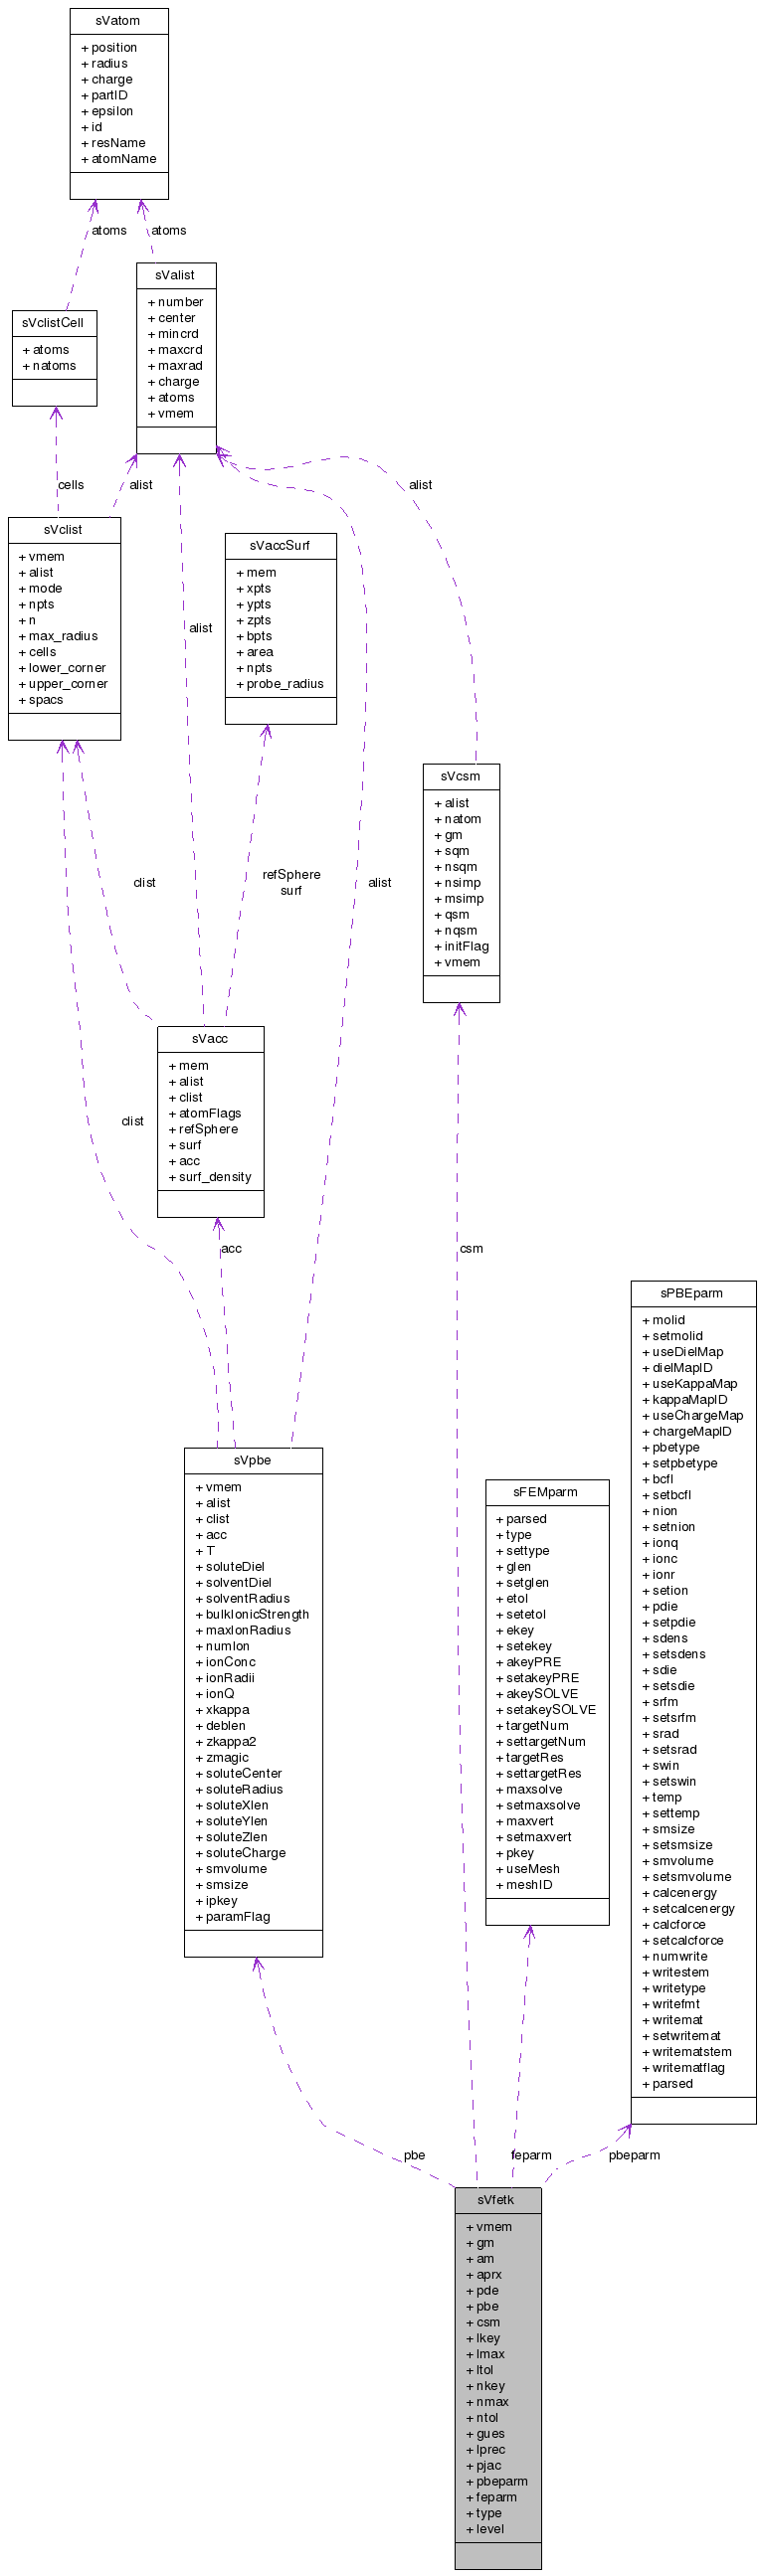 sVatom
+ position
+ radius
+ charge
+ partID
+ epsilon
+ id
+ resName
+ atomName
atoms
atoms
sValist
+ number
+ center
+ mincrd
+ maxcrd
+ maxrad
+ charge
+ atoms
+ vmem
sVclistCell
+ atoms
+ natoms
cells
alist
alist
sVclist
+ vmem
+ alist
+ mode
+ npts
+ n
+ max_radius
+ cells
+ lower_corner
+ upper_corner
+ spacs
sVaccSurf
+ mem
+ xpts
+ ypts
+ zpts
+ bpts
+ area
+ npts
+ probe_radius
alist
sVcsm
+ alist
+ natom
+ gm
+ sqm
+ nsqm
+ nsimp
+ msimp
+ qsm
+ nqsm
+ initFlag
+ vmem
clist
refSphere
surf
alist
sVacc
+ mem
+ alist
+ clist
+ atomFlags
+ refSphere
+ surf
+ acc
+ surf_density
clist
acc
csm
sPBEparm
+ molid
+ setmolid
+ useDielMap
+ dielMapID
+ useKappaMap
+ kappaMapID
+ useChargeMap
+ chargeMapID
+ pbetype
+ setpbetype
+ bcfl
+ setbcfl
+ nion
+ setnion
+ ionq
+ ionc
+ ionr
+ setion
+ pdie
+ setpdie
+ sdens
+ setsdens
+ sdie
+ setsdie
+ srfm
+ setsrfm
+ srad
+ setsrad
+ swin
+ setswin
+ temp
+ settemp
+ smsize
+ setsmsize
+ smvolume
+ setsmvolume
+ calcenergy
+ setcalcenergy
+ calcforce
+ setcalcforce
+ numwrite
+ writestem
+ writetype
+ writefmt
+ writemat
+ setwritemat
+ writematstem
+ writematflag
+ parsed
sVpbe
+ vmem
+ alist
+ clist
+ acc
+ T
+ soluteDiel
+ solventDiel
+ solventRadius
+ bulkIonicStrength
+ maxIonRadius
+ numIon
+ ionConc
+ ionRadii
+ ionQ
+ xkappa
+ deblen
+ zkappa2
+ zmagic
+ soluteCenter
+ soluteRadius
+ soluteXlen
+ soluteYlen
+ soluteZlen
+ soluteCharge
+ smvolume
+ smsize
+ ipkey
+ paramFlag
sFEMparm
+ parsed
+ type
+ settype
+ glen
+ setglen
+ etol
+ setetol
+ ekey
+ setekey
+ akeyPRE
+ setakeyPRE
+ akeySOLVE
+ setakeySOLVE
+ targetNum
+ settargetNum
+ targetRes
+ settargetRes
+ maxsolve
+ setmaxsolve
+ maxvert
+ setmaxvert
+ pkey
+ useMesh
+ meshID
pbe
feparm
pbeparm
sVfetk
+ vmem
+ gm
+ am
+ aprx
+ pde
+ pbe
+ csm
+ lkey
+ lmax
+ ltol
+ nkey
+ nmax
+ ntol
+ gues
+ lprec
+ pjac
+ pbeparm
+ feparm
+ type
+ level